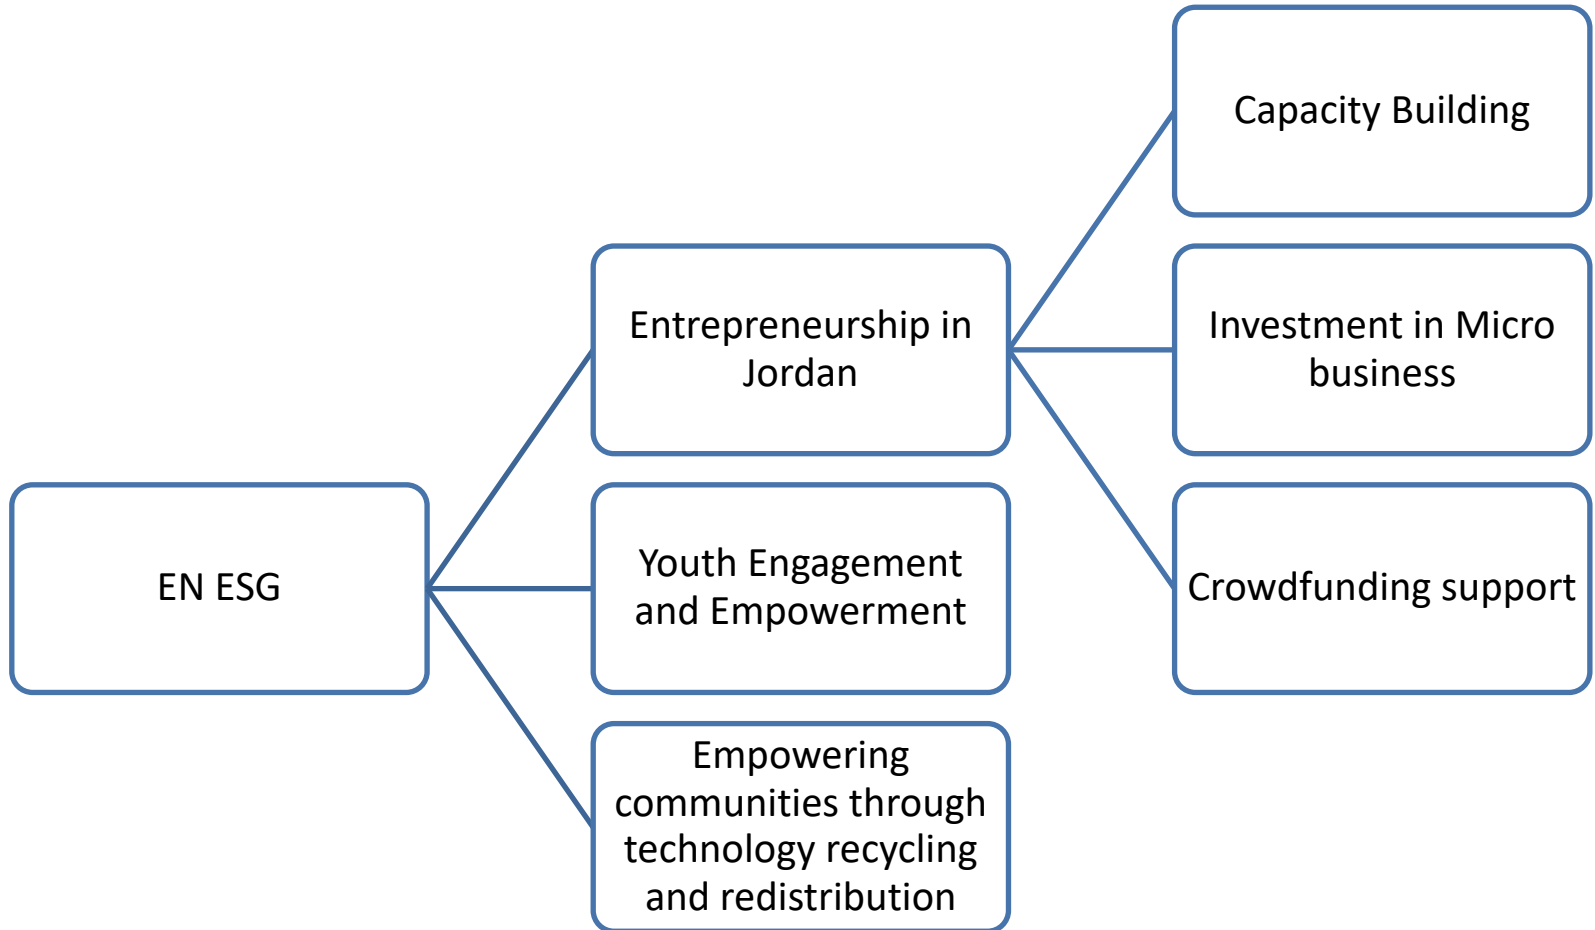 Capacity Building
Entrepreneurship in
Jordan
Investment in Micro
business
EN ESG
Youth Engagement
and Empowerment
Crowdfunding support
Empowering
communities through
technology recycling
and redistribution